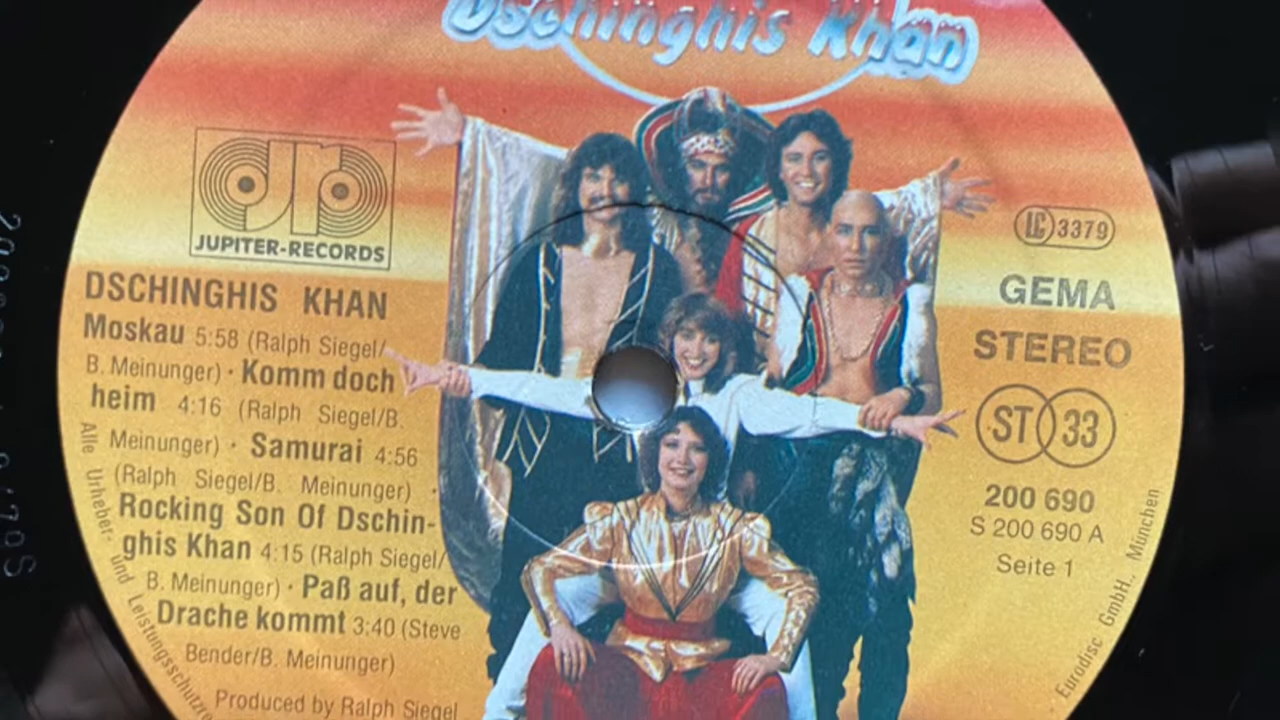 Dschinghis Khan
JUPITER-RECORDS
DSCHINGHIS KHAN
Moskau 5:58 (Ralph Siegel/
B. Meinunger) · Komm doch
heim 4:16 (Ralph Siegel/B.
Meinunger) · Samurai 4:56
(Ralph Siegel/B. Meinunger) ·
Rocking Son Of Dschin-
ghis Khan 4:15 (Ralph Siegel/
B. Meinunger) · Paß auf, der
Drache kommt 3:40 (Steve
Bender/B. Meinunger)
Produced by Ralph Siegel
Alle Urheber- und
LC 3379
GEMA
STEREO
ST 33
200 690
S 200 690 A
Seite 1
Eurodisc GmbH., München